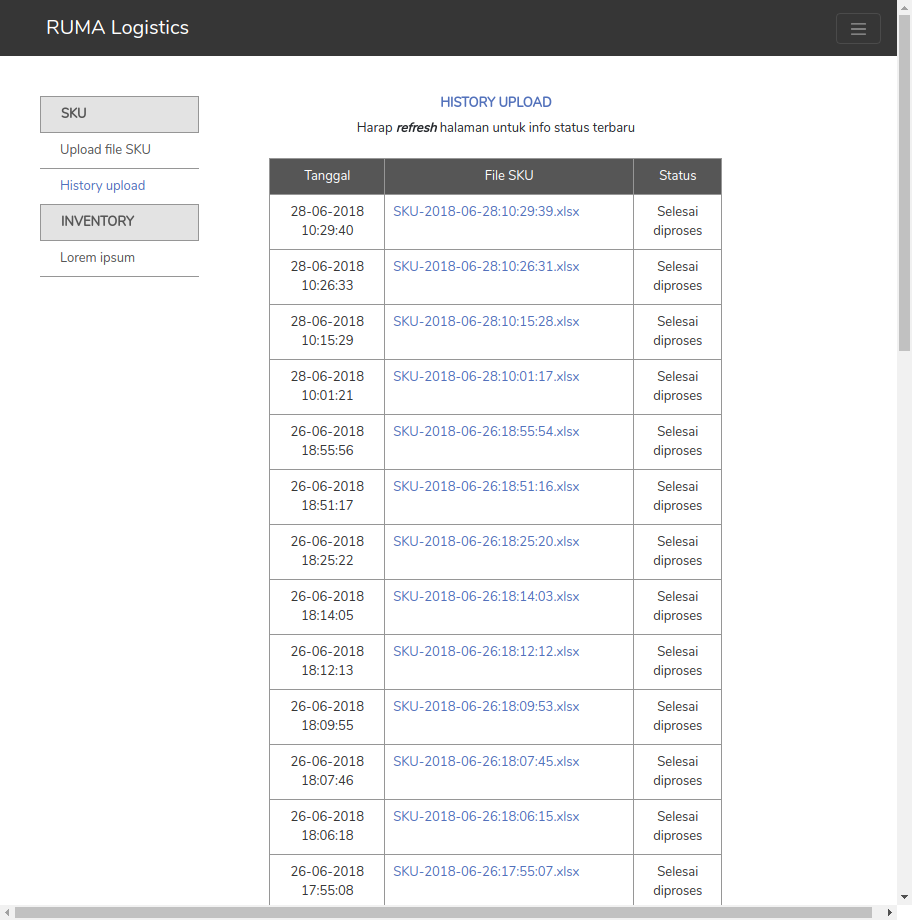 RUMA Logistics
SKU
Upload file SKU
History upload
INVENTORY
Lorem ipsum
HISTORY UPLOAD
Harap refresh halaman untuk info status terbaru
Tanggal File SKU Status
28-06-2018 SKU-2018-06-28:10:29:39.xlsx Selesai
10:29:40 diproses
28-06-2018 SKU-2018-06-28:10:26:31.xlsx Selesai
10:26:33 diproses
28-06-2018 SKU-2018-06-28:10:15:28.xlsx Selesai
10:15:29 diproses
28-06-2018 SKU-2018-06-28:10:01:17.xlsx Selesai
10:01:21 diproses
26-06-2018 SKU-2018-06-26:18:55:54.xlsx Selesai
18:55:56 diproses
26-06-2018 SKU-2018-06-26:18:51:16.xlsx Selesai
18:51:17 diproses
26-06-2018 SKU-2018-06-26:18:25:20.xlsx Selesai
18:25:22 diproses
26-06-2018 SKU-2018-06-26:18:14:03.xlsx Selesai
18:14:05 diproses
26-06-2018 SKU-2018-06-26:18:12:12.xlsx Selesai
18:12:13 diproses
26-06-2018 SKU-2018-06-26:18:09:53.xlsx Selesai
18:09:55 diproses
26-06-2018 SKU-2018-06-26:18:07:45.xlsx Selesai
18:07:46 diproses
26-06-2018 SKU-2018-06-26:18:06:15.xlsx Selesai
18:06:18 diproses
26-06-2018 SKU-2018-06-26:17:55:07.xlsx Selesai
17:55:08 diproses